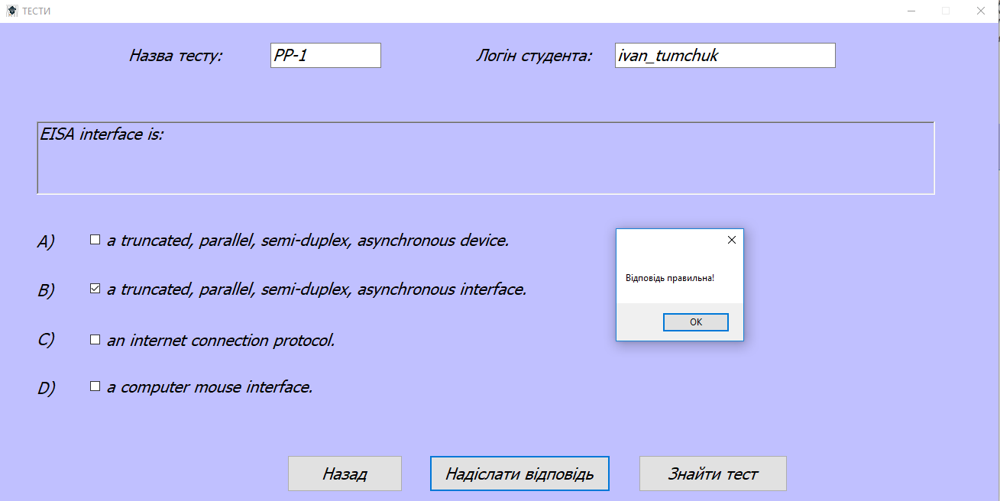 ТЕСТИ
Назва тесту: PP-1 Логін студента: ivan_tumchuk
EISA interface is:
A) a truncated, parallel, semi-duplex, asynchronous device.
B) a truncated, parallel, semi-duplex, asynchronous interface.
Відповідь правильна!
OK
C) an internet connection protocol.
D) a computer mouse interface.
Назад Надіслати відповідь Знайти тест